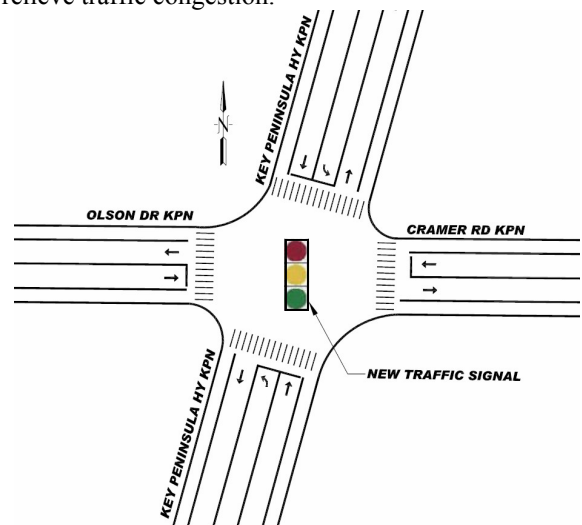 relieve traffic congestion.
KEY PENINSULA HY KPN
N
OLSON DR KPN
CRAMER RD KPN
NEW TRAFFIC SIGNAL
KEY PENINSULA HY KPN